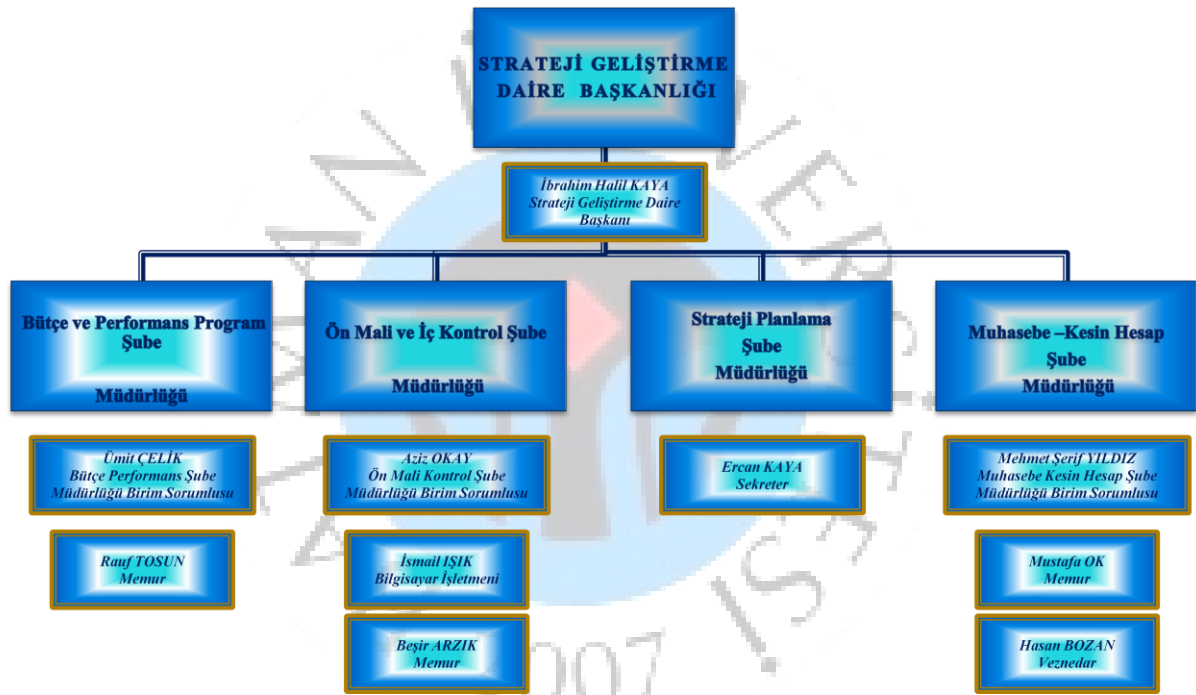 STRATEJİ GELİŞTİRME
DAİRE BAŞKANLIĞI
İbrahim Halil KAYA
Strateji Geliştirme Daire
Başkanı
Bütçe ve Performans Program
Şube
Müdürlüğü
Ön Mali ve İç Kontrol Şube
Müdürlüğü
Strateji Planlama
Şube
Müdürlüğü
Muhasebe –Kesin Hesap
Şube
Müdürlüğü
Ümit ÇELİK
Bütçe Performans Şube
Müdürlüğü Birim Sorumlusu
Aziz OKAY
Ön Mali Kontrol Şube
Müdürlüğü Birim Sorumlusu
Ercan KAYA
Sekreter
Mehmet Şerif YILDIZ
Muhasebe Kesin Hesap Şube
Müdürlüğü Birim Sorumlusu
Rauf TOSUN
Memur
İsmail IŞIK
Bilgisayar İşletmeni
Mustafa OK
Memur
Beşir ARZIK
Memur
Hasan BOZAN
Veznedar